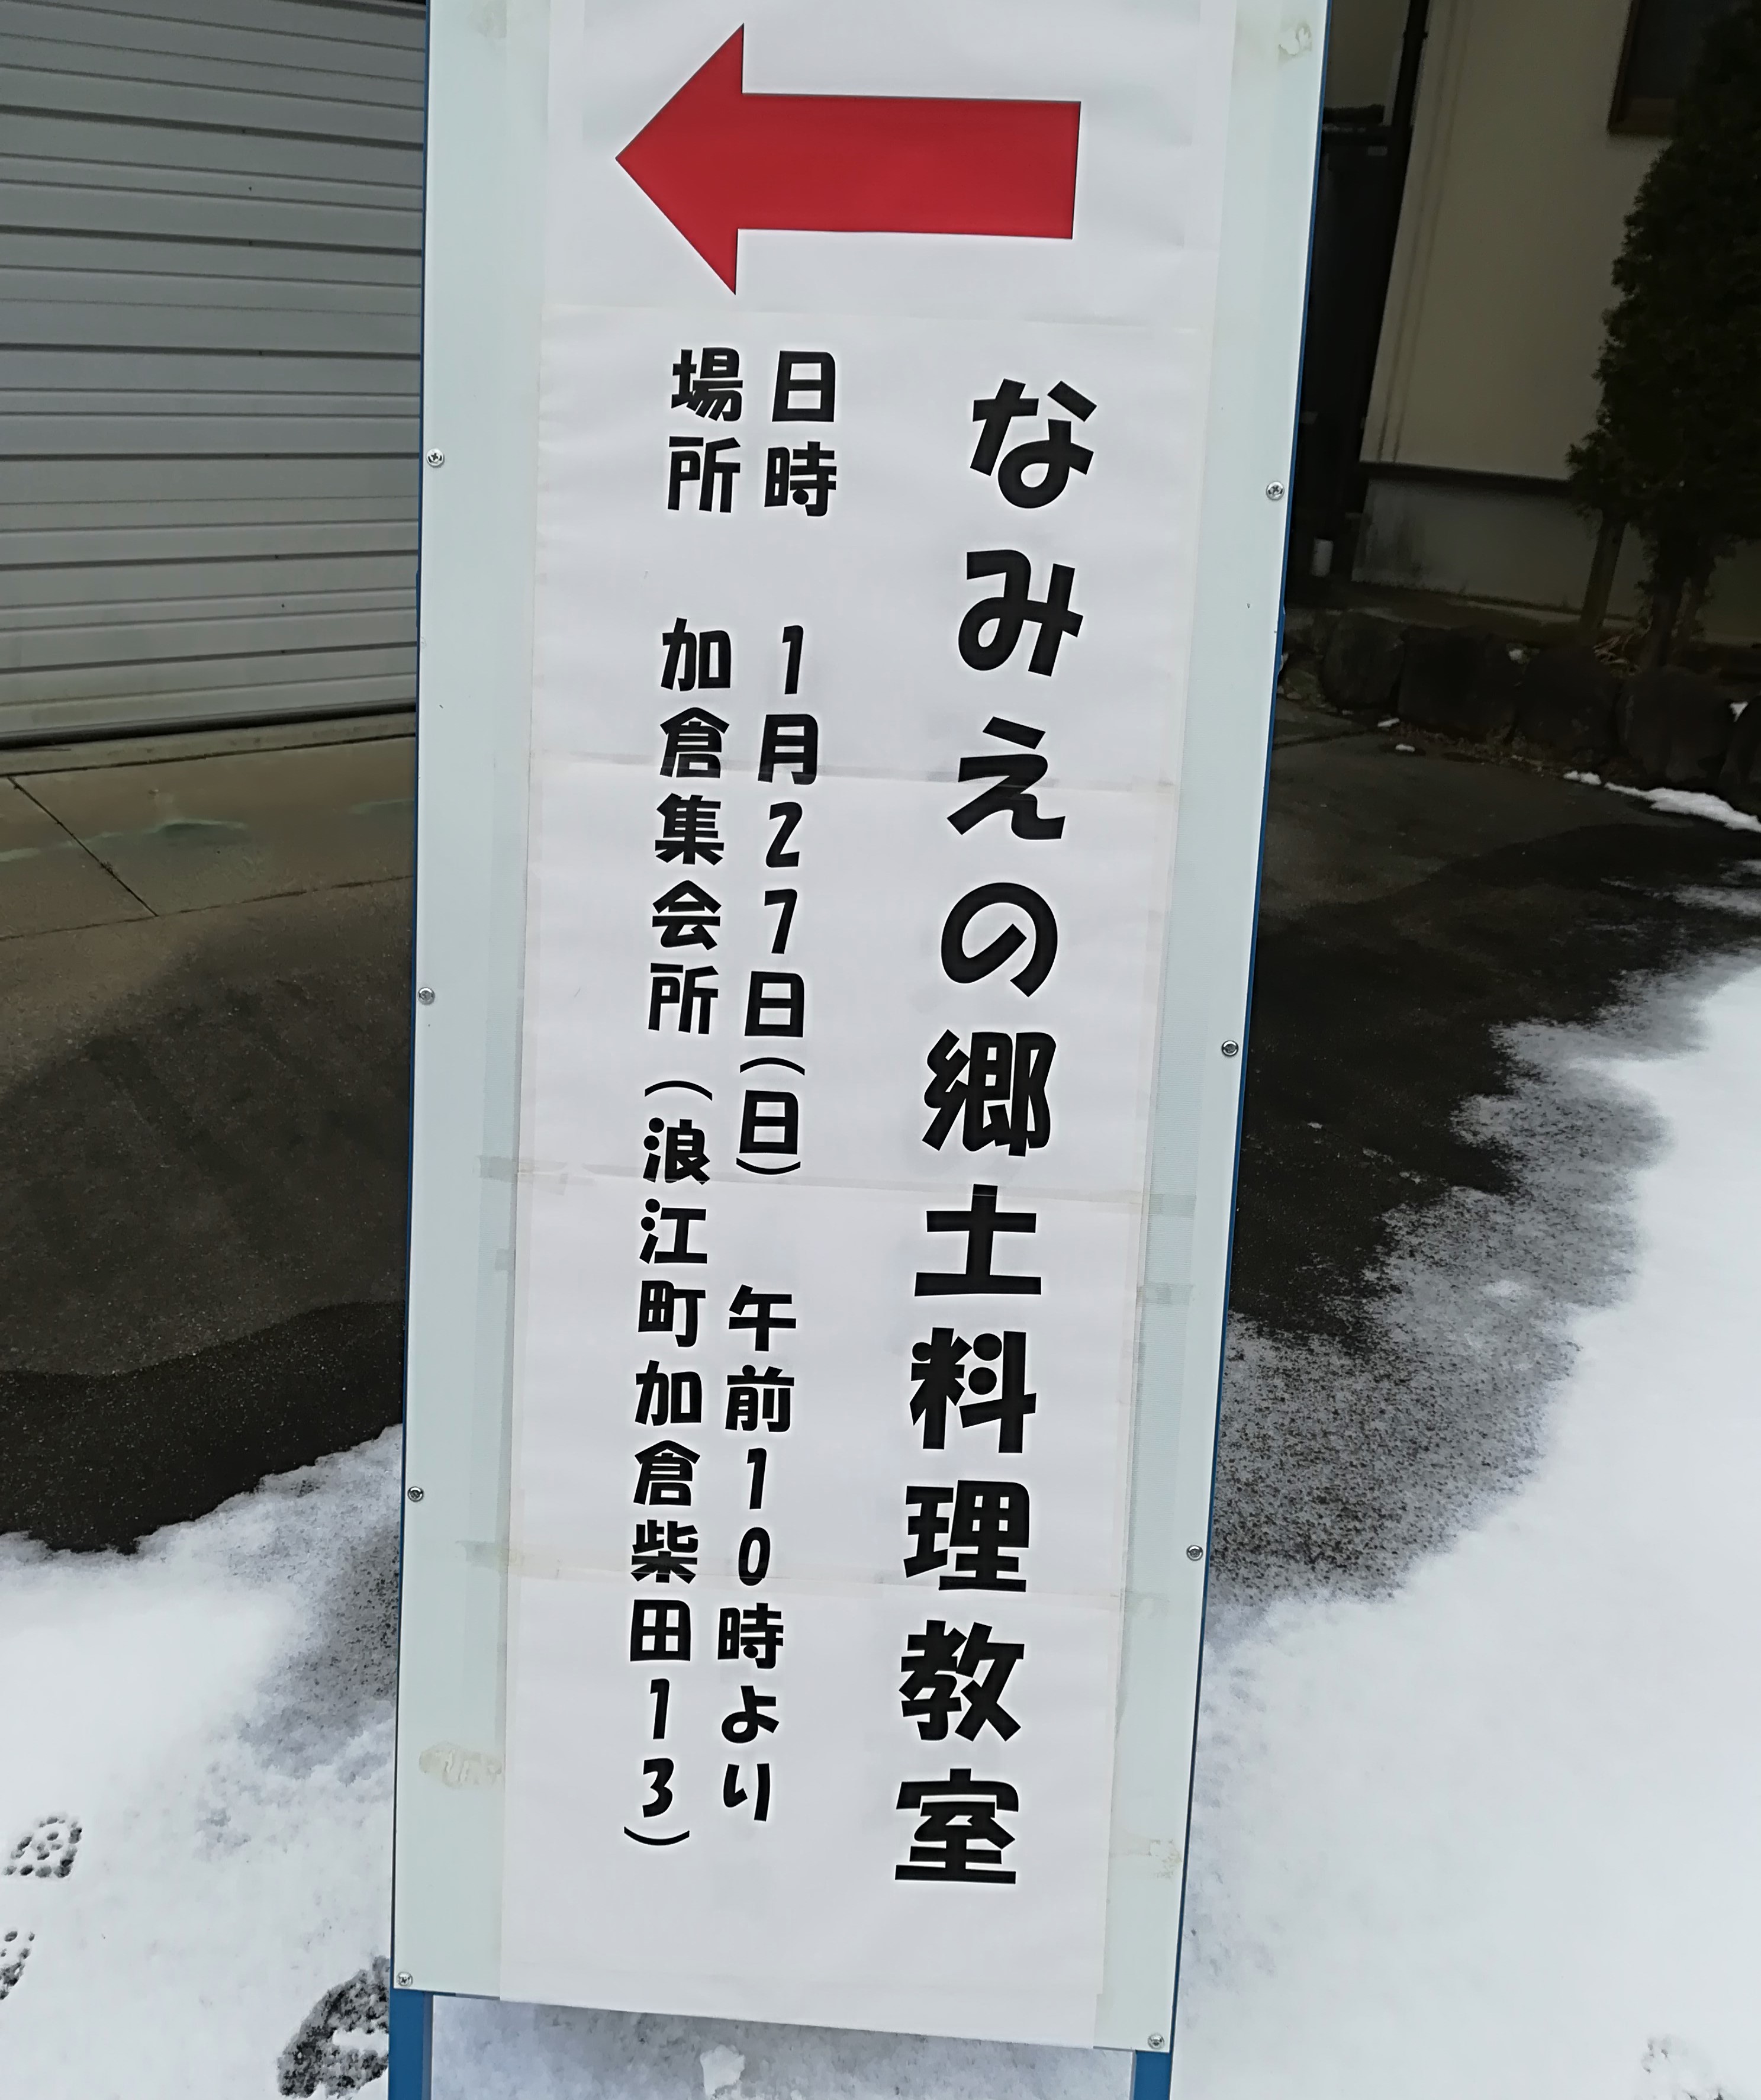 なみえの郷土料理教室
日時　1月27日(日)　午前10時より
場所　加倉集会所（浪江町加倉柴田13）